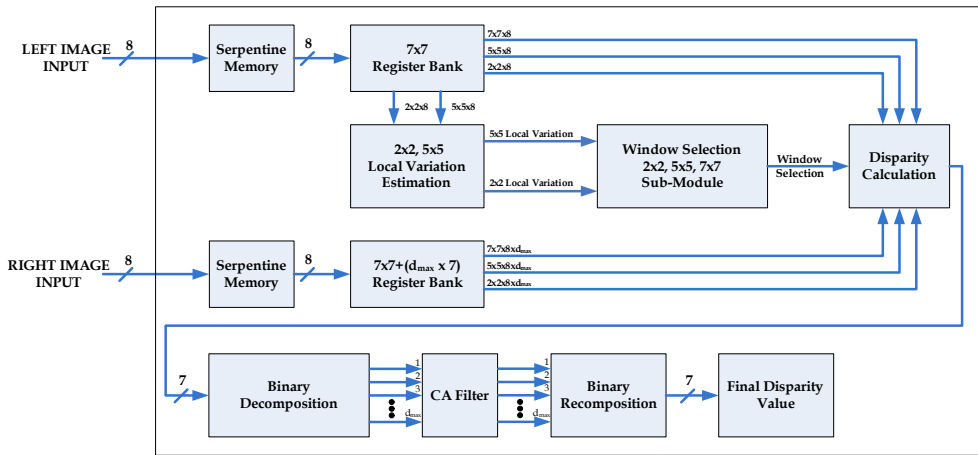 LEFT IMAGE
INPUT
8
Serpentine
Memory
8
7x7
Register Bank
7x7x8
5x5x8
2x2x8
2x2x8
5x5x8
2x2, 5x5
Local Variation
Estimation
5x5 Local Variation
2x2 Local Variation
Window Selection
2x2, 5x5, 7x7
Sub-Module
Window
Selection
Disparity
Calculation
RIGHT IMAGE
INPUT
8
Serpentine
Memory
8
7x7+(dmax x 7)
Register Bank
7x7x8xdmax
5x5x8xdmax
2x2x8xdmax
7
Binary
Decomposition
1
2
3
dmax
CA Filter
1
2
3
dmax
Binary
Recomposition
7
Final Disparity
Value